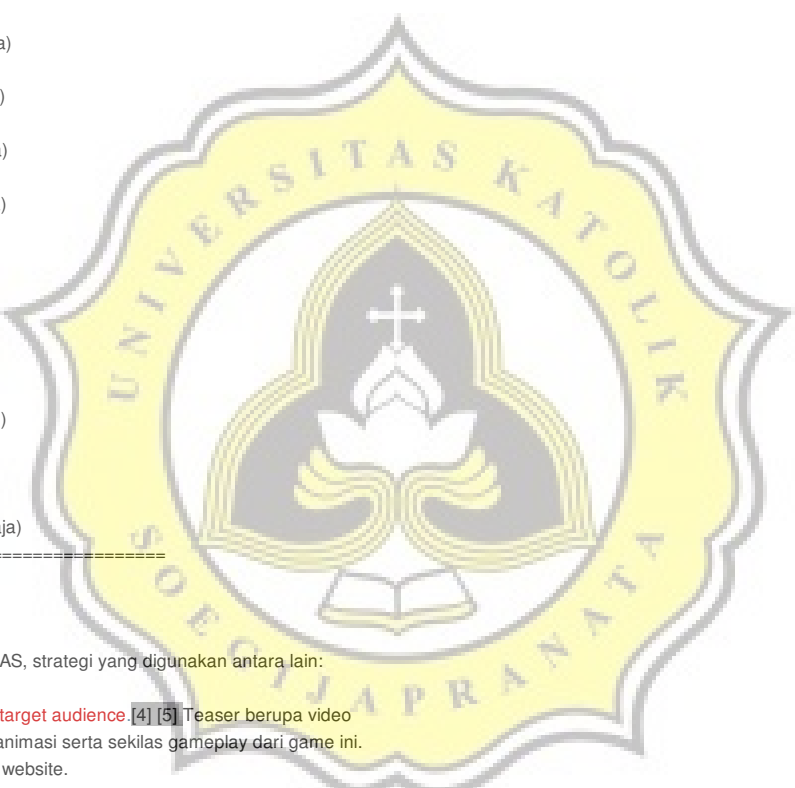 a)
)
a)
)
)
ja)
=================
AS, strategi yang digunakan antara lain:
target audience.[4] [5] Teaser berupa video
animasi serta sekilas gameplay dari game ini.
website.
UNIVERSITAS KATOLIK
SOEGIJAPRANATA